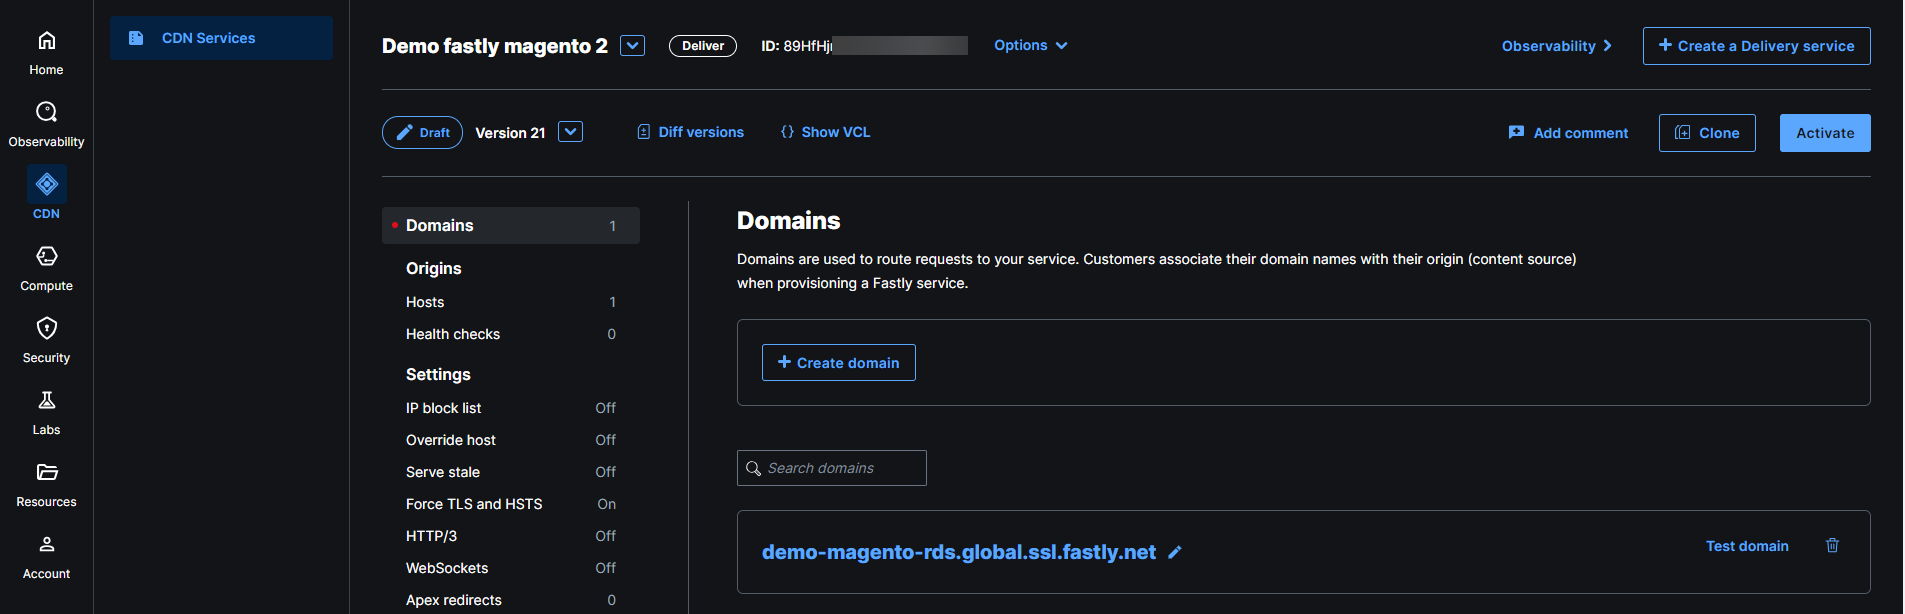 Home
Observability
CDN
Compute
Security
Labs
Resources
Account
CDN Services
Demo fastly magento 2
Deliver
ID: 89HfHj
Options
Observability
Create a Delivery service
Draft
Version 21
Diff versions
{} Show VCL
Add comment
Clone
Activate
Domains 1
Origins
Hosts 1
Health checks 0
Settings
IP block list Off
Override host Off
Serve stale Off
Force TLS and HSTS On
HTTP/3 Off
WebSockets Off
Apex redirects 0
Domains
Domains are used to route requests to your service. Customers associate their domain names with their origin (content source)
when provisioning a Fastly service.
+ Create domain
Search domains
demo-magento-rds.global.ssl.fastly.net
Test domain